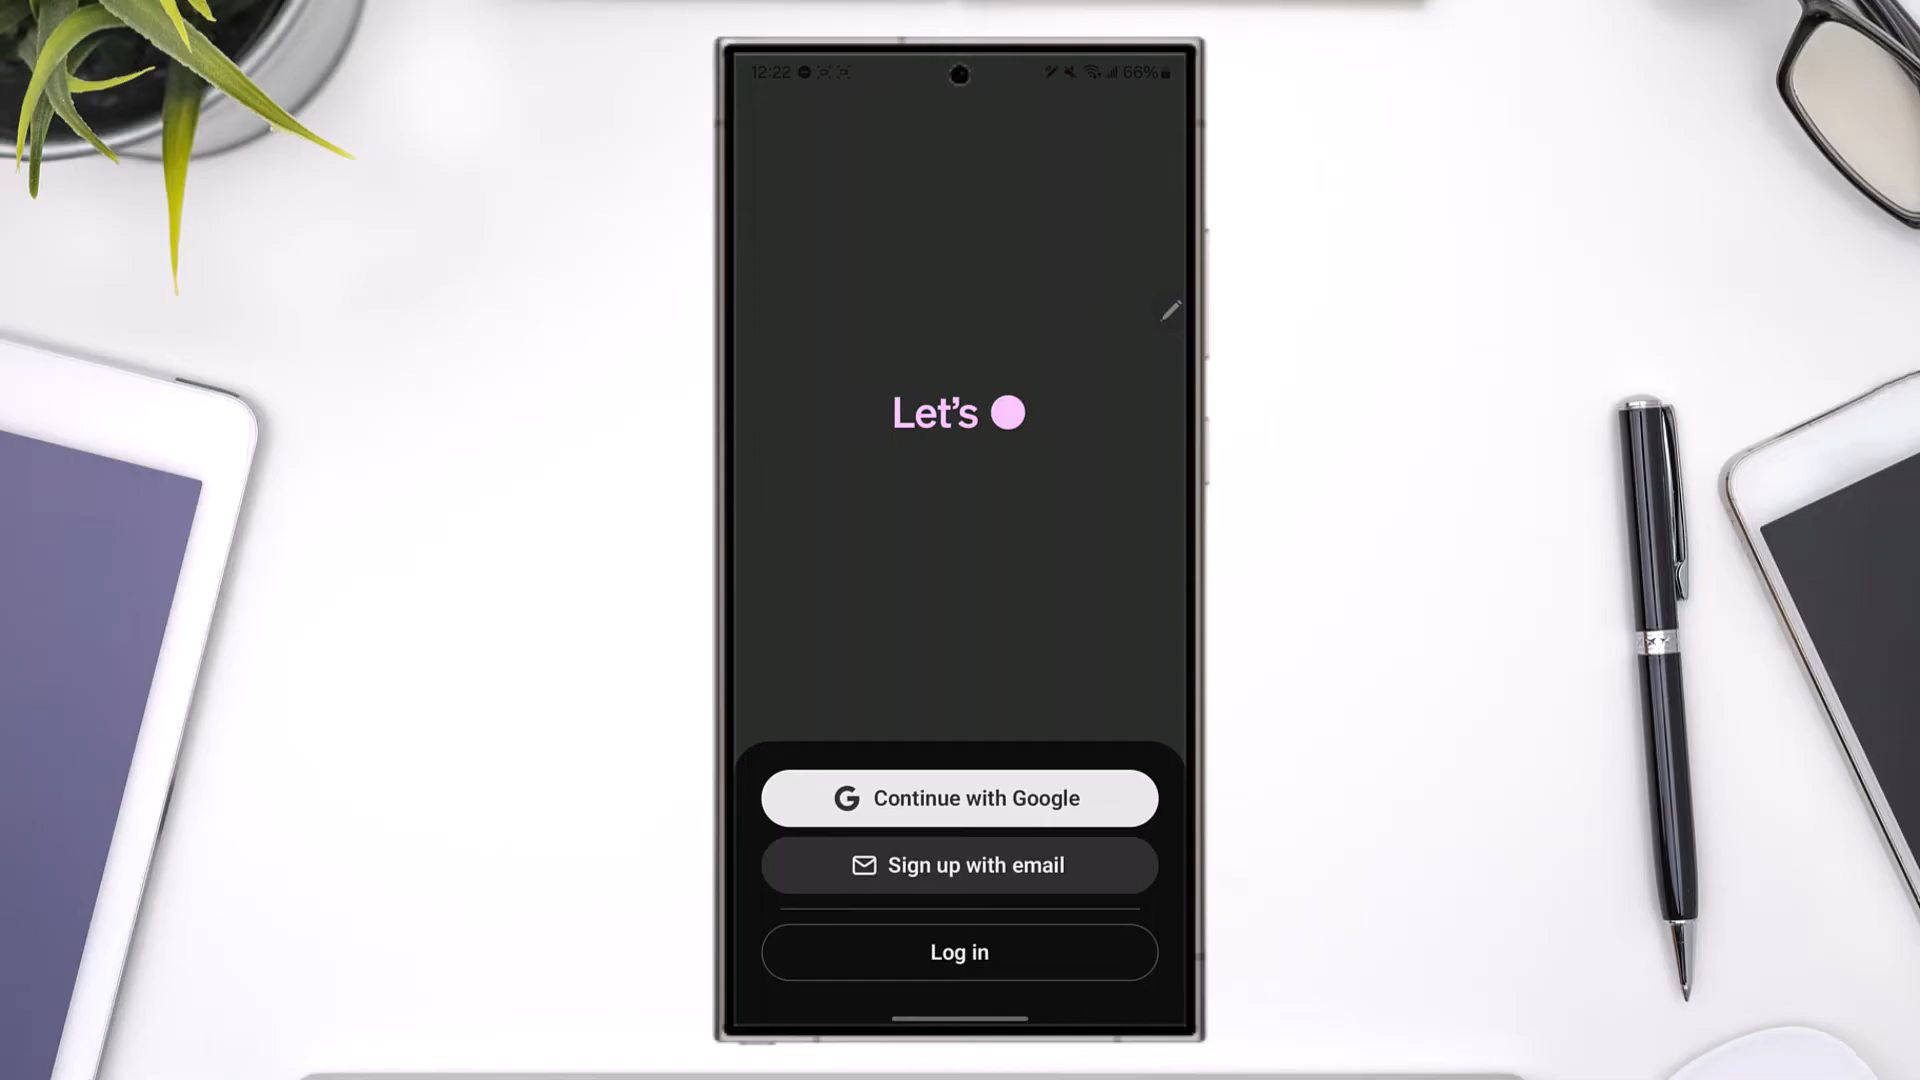 12:22 66%
Let's
Continue with Google
Sign up with email
Log in